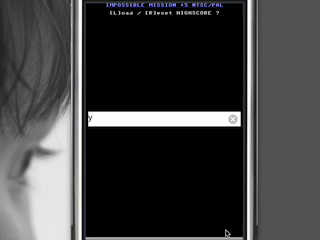 IMPOSSIBLE MISSION +5 NTSC/PAL
[L]oad / [R]eset HIGHSCORE ?
y